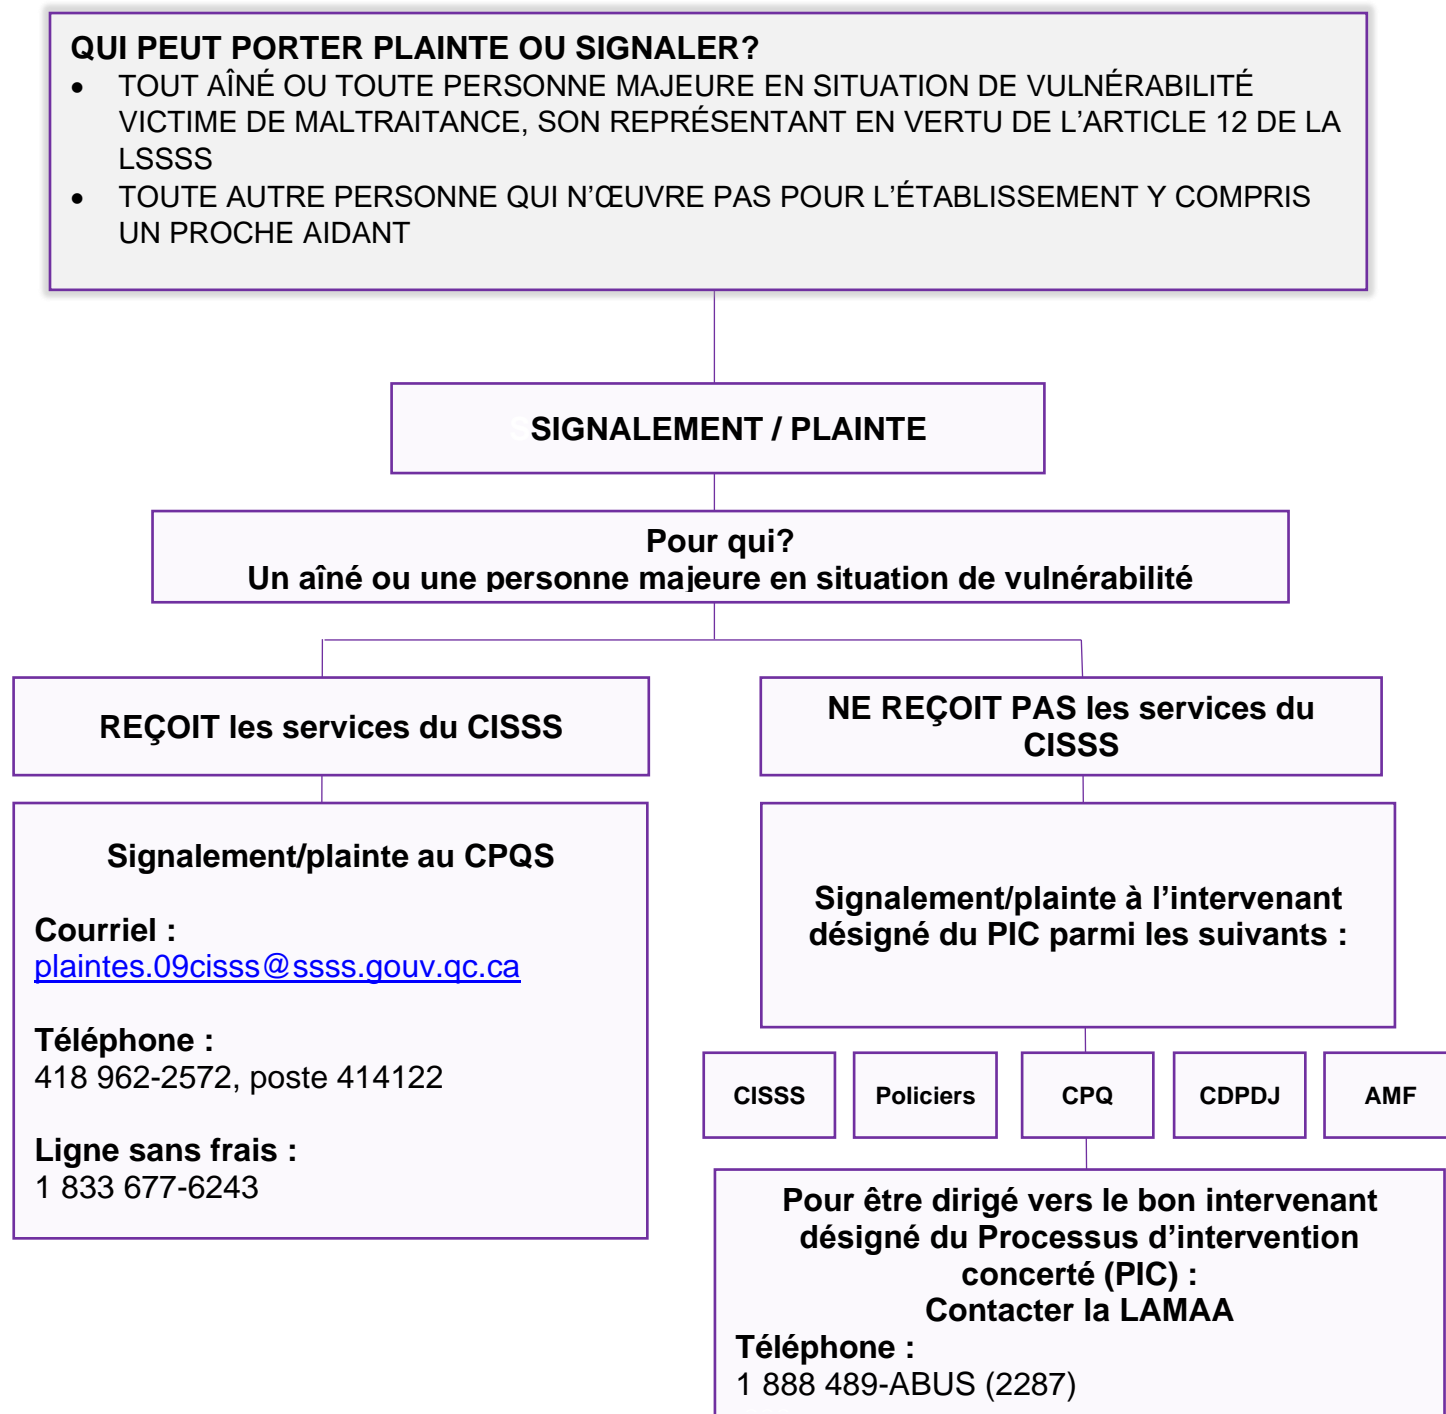 QUI PEUT PORTER PLAINTE OU SIGNALER?
• TOUT AÎNÉ OU TOUTE PERSONNE MAJEURE EN SITUATION DE VULNÉRABILITÉ
VICTIME DE MALTRAITANCE, SON REPRÉSENTANT EN VERTU DE L'ARTICLE 12 DE LA
LSSSS
• TOUTE AUTRE PERSONNE QUI N'ŒUVRE PAS POUR L'ÉTABLISSEMENT Y COMPRIS
UN PROCHE AIDANT
SSIGNALEMENT / PLAINTE
Pour qui?
Un aîné ou une personne majeure en situation de vulnérabilité
REÇOIT les services du CISSS
Signalement/plainte au CPQS
Courriel :
plaintes.09cisss@ssss.gouv.qc.ca
Téléphone :
418 962-2572, poste 414122
Ligne sans frais :
1 833 677-6243
NE REÇOIT PAS les services du
CISSS
Signalement/plainte à l'intervenant
désigné du PIC parmi les suivants :
CISSS
Policiers
CPQ
CDPDJ
AMF
Pour être dirigé vers le bon intervenant
désigné du Processus d'intervention
concerté (PIC) :
Contacter la LAMAA
Téléphone :
1 888 489-ABUS (2287)